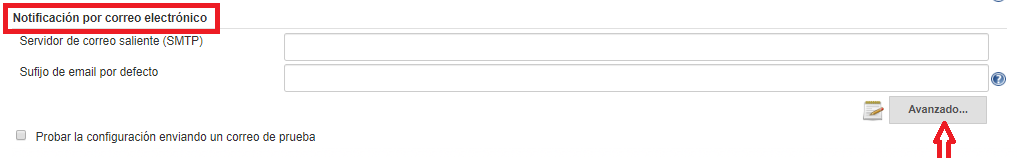 Notificación por correo electrónico
Servidor de correo saliente (SMTP)
Sufijo de email por defecto
?
Avanzado...
Probar la configuración enviando un correo de prueba